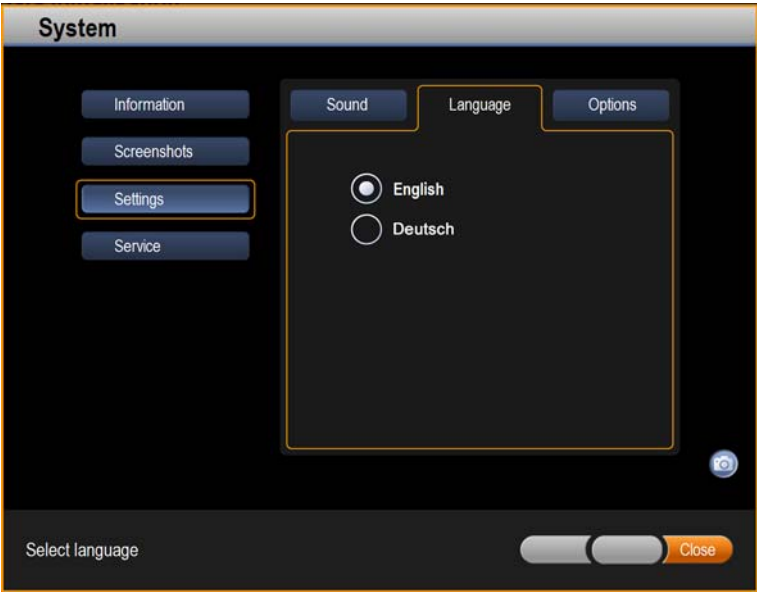 System
Information
Screenshots
Settings
Service
Sound Language Options
English
Deutsch
Select language
Close